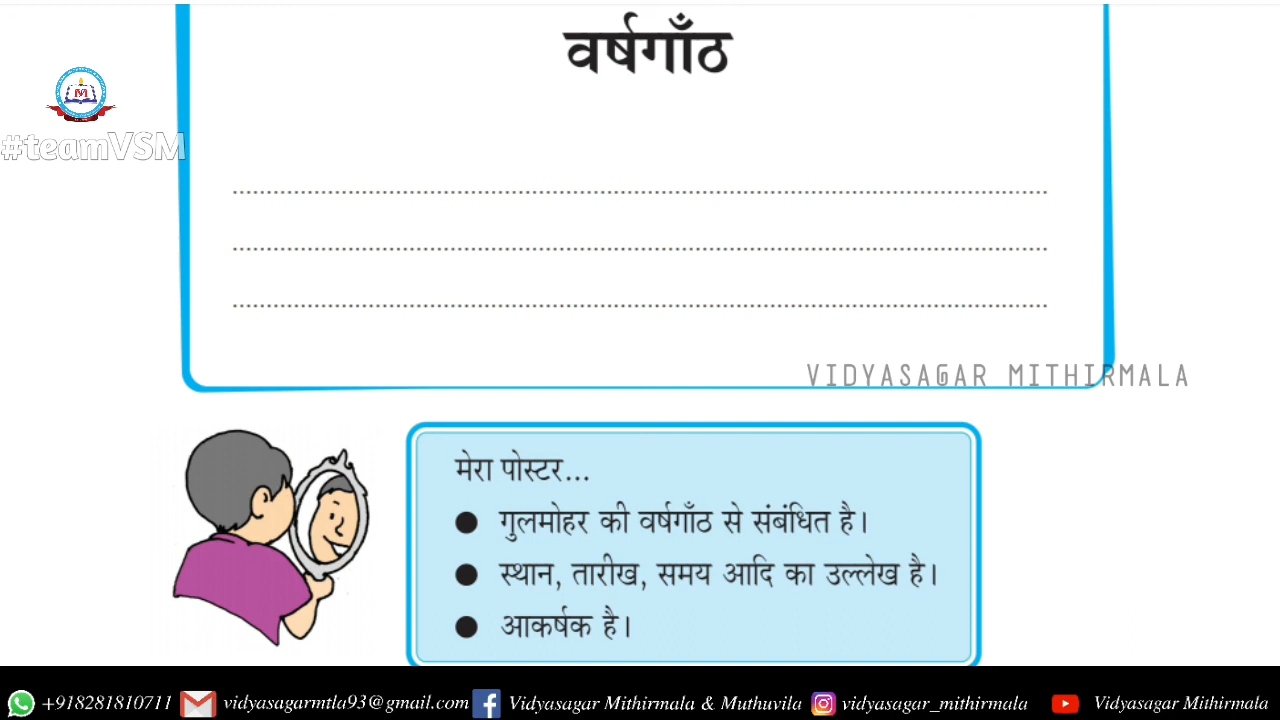 वर्षगाँठ
#teamVSM
VIDYASAGAR MITHIRMALA
मेरा पोस्टर...
● गुलमोहर की वर्षगाँठ से संबंधित है।
● स्थान, तारीख, समय आदि का उल्लेख है।
● आकर्षक है।
+918281810711 vidyasagarmtla93@gmail.com Vidyasagar Mithirmala & Muthuvila vidyasagar_mithirmala Vidyasagar Mithirmala